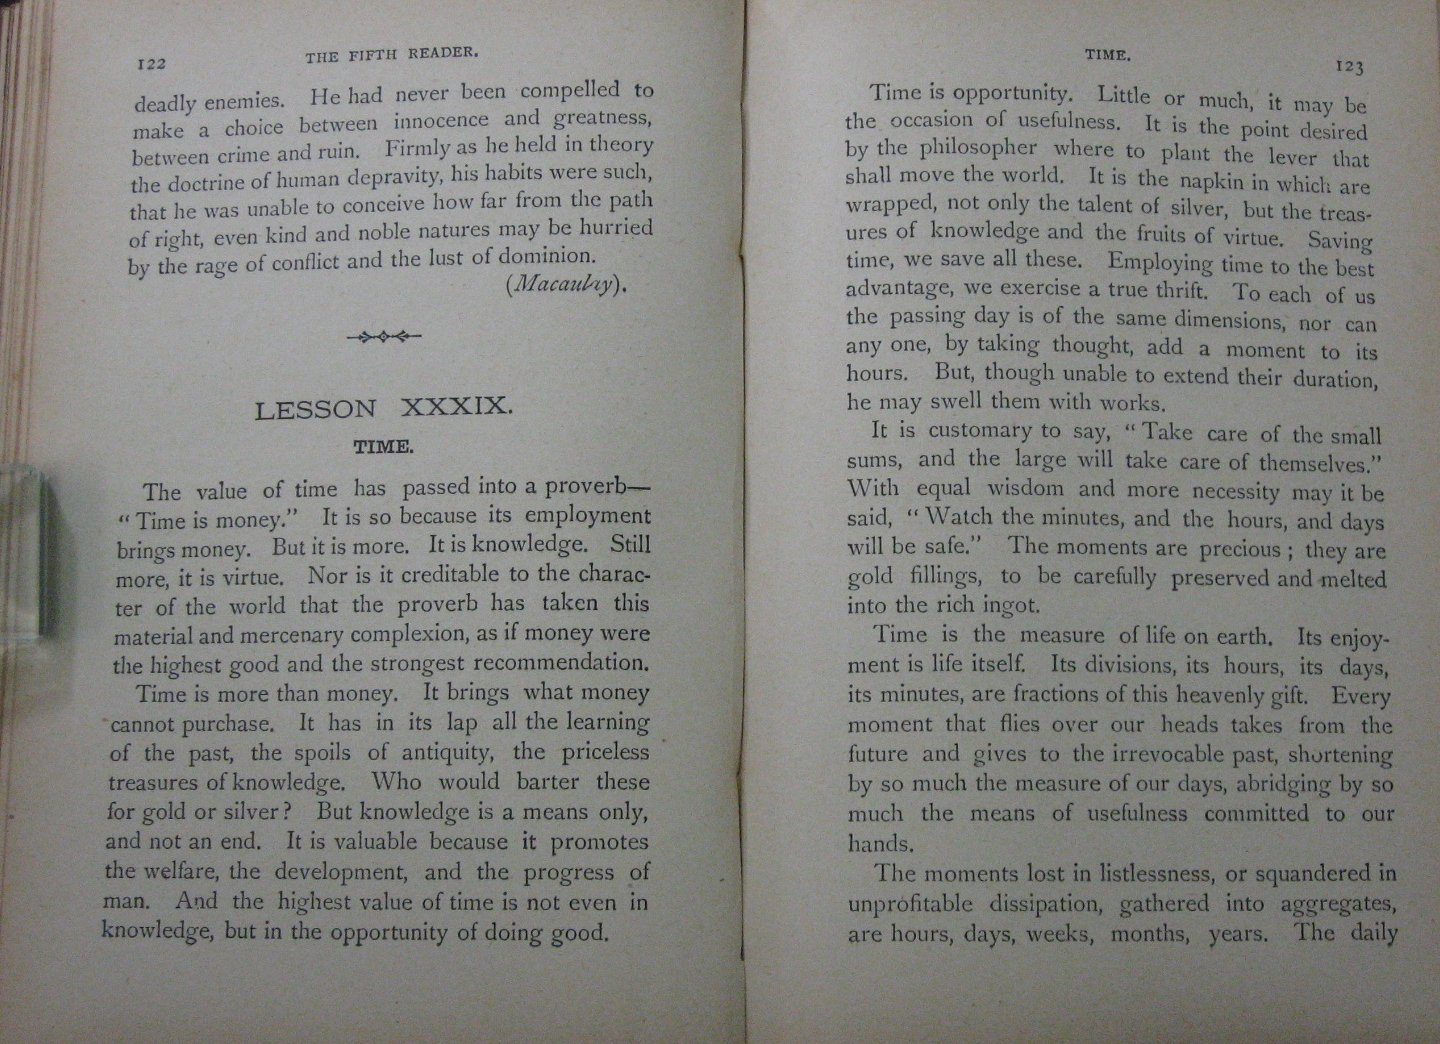 122
THE FIFTH READER.
deadly enemies. He had never been compelled to
make a choice between innocence and greatness,
between crime and ruin. Firmly as he held in theory
the doctrine of human depravity, his habits were such,
that he was unable to conceive how far from the path
of right, even kind and noble natures may be hurried
by the rage of conflict and the lust of dominion.
(Macaulay).
LESSON XXXIX.
TIME.
The value of time has passed into a proverb—
“Time is money.” It is so because its employment
brings money. But it is more. It is knowledge. Still
more, it is virtue. Nor is it creditable to the charac-
ter of the world that the proverb has taken this
material and mercenary complexion, as if money were
the highest good and the strongest recommendation.
Time is more than money. It brings what money
cannot purchase. It has in its lap all the learning
of the past, the spoils of antiquity, the priceless
treasures of knowledge. Who would barter these
for gold or silver? But knowledge is a means only,
and not an end. It is valuable because it promotes
the welfare, the development, and the progress of
man. And the highest value of time is not even in
knowledge, but in the opportunity of doing good.
TIME.
123
Time is opportunity. Little or much, it may be
the occasion of usefulness. It is the point desired
by the philosopher where to plant the lever that
shall move the world. It is the napkin in which are
wrapped, not only the talent of silver, but the treas-
ures of knowledge and the fruits of virtue. Saving
time, we save all these. Employing time to the best
advantage, we exercise a true thrift. To each of us
the passing day is of the same dimensions, nor can
any one, by taking thought, add a moment to its
hours. But, though unable to extend their duration,
he may swell them with works.
It is customary to say, “Take care of the small
sums, and the large will take care of themselves.”
With equal wisdom and more necessity may it be
said, “Watch the minutes, and the hours, and days
will be safe.” The moments are precious; they are
gold fillings, to be carefully preserved and melted
into the rich ingot.
Time is the measure of life on earth. Its enjoy-
ment is life itself. Its divisions, its hours, its days,
its minutes, are fractions of this heavenly gift. Every
moment that flies over our heads takes from the
future and gives to the irrevocable past, shortening
by so much the measure of our days, abridging by so
much the means of usefulness committed to our
hands.
The moments lost in listlessness, or squandered in
unprofitable dissipation, gathered into aggregates,
are hours, days, weeks, months, years. The daily